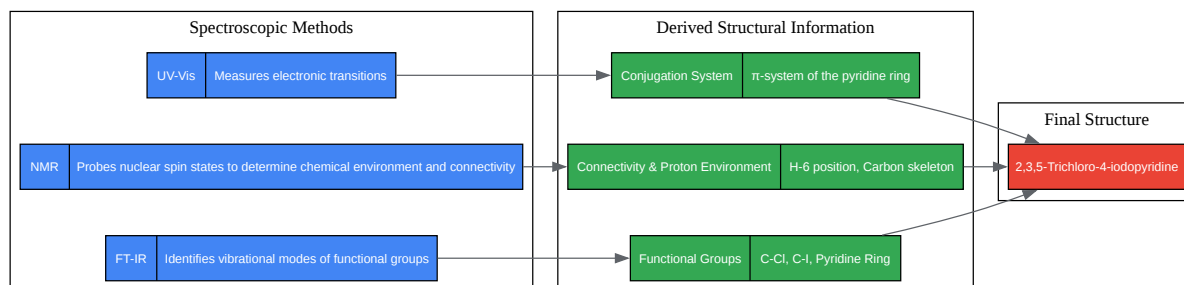 Spectroscopic Methods
Derived Structural Information
UV-Vis Measures electronic transitions
Conjugation System π-system of the pyridine ring
Final Structure
NMR Probes nuclear spin states to determine chemical environment and connectivity
Connectivity & Proton Environment H-6 position, Carbon skeleton
2,3,5-Trichloro-4-iodopyridine
FT-IR Identifies vibrational modes of functional groups
Functional Groups C-Cl, C-I, Pyridine Ring